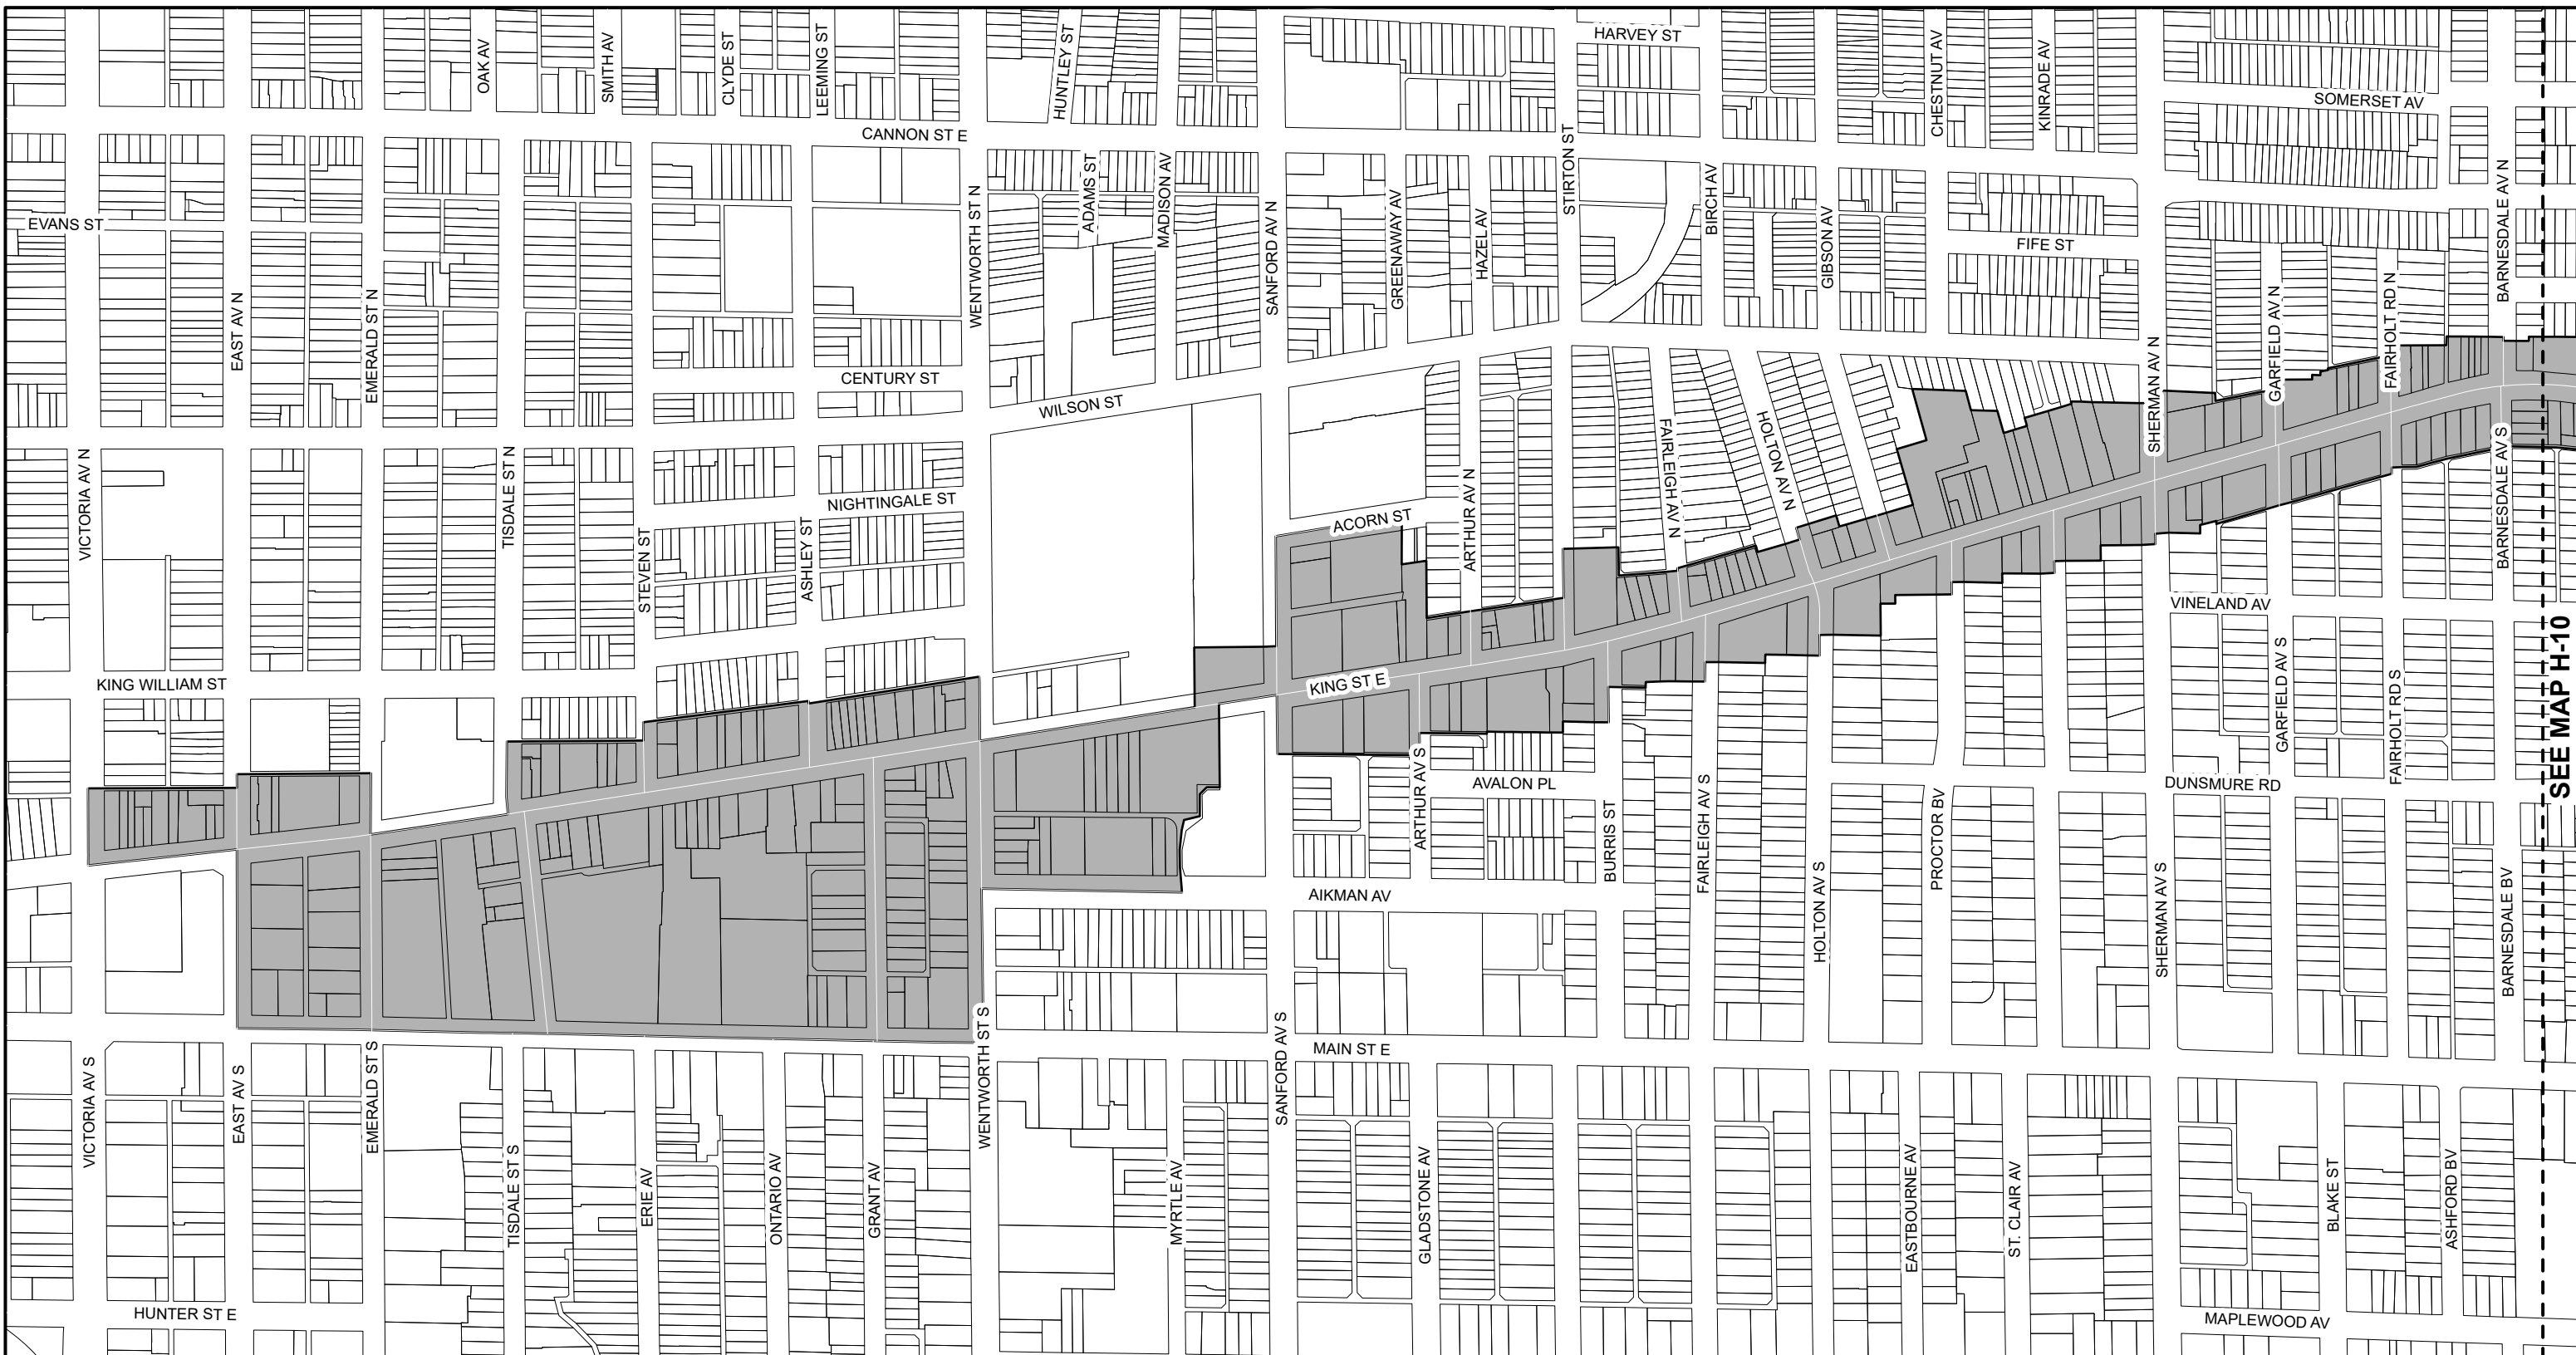 HARVEY ST
OAK AV
SMITH AV
CLYDE ST
LEEMING ST
HUNTLEY ST
CHESTNUT AV
KINRADE AV
SOMERSET AV
CANNON ST E
STIRTON ST
ADAMS ST
MADISON AV
BIRCH AV
BARNESDALE AV N
EVANS ST
WENTWORTH ST N
SANFORD AV N
GREENAWAY AV
HAZEL AV
GIBSON AV
FIFE ST
EAST AV N
EMERALD ST N
GARFIELD AV N
FAIRHOLT RD N
CENTURY ST
WILSON ST
SHERMAN AV N
FAIRLEIGH AV N
HOLTON AV N
VICTORIA AV N
TISDALE ST N
NIGHTINGALE ST
ACORN ST
ARTHUR AV N
BARNESDALE AV S
STEVEN ST
ASHLEY ST
VINELAND AV
KING WILLIAM ST
KING ST E
GARFIELD AV S
FAIRHOLT RD S
SEE MAP H-10
ARTHUR AV S
AVALON PL
DUNSMURE RD
BURRIS ST
FAIRLEIGH AV S
PROCTOR BV
HOLTON AV S
SHERMAN AV S
BARNESDALE BV
AIKMAN AV
WENTWORTH ST S
SANFORD AV S
MAIN ST E
VICTORIA AV S
EAST AV S
EMERALD ST S
TISDALE ST S
ERIE AV
ONTARIO AV
GRANT AV
MYRTLE AV
GLADSTONE AV
EASTBOURNE AV
ST. CLAIR AV
BLAKE ST
ASHFORD BV
HUNTER ST E
MAPLEWOOD AV